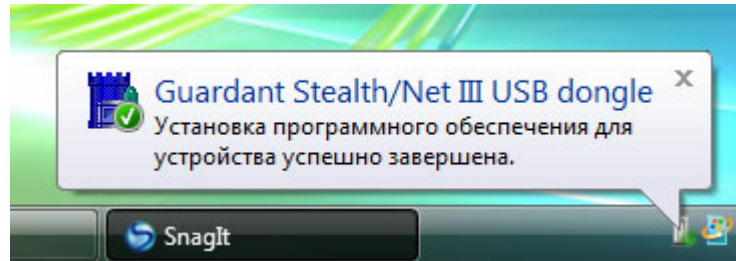 Guardant Stealth/Net III USB dongle
Установка программного обеспечения для
устройства успешно завершена.
SnagIt